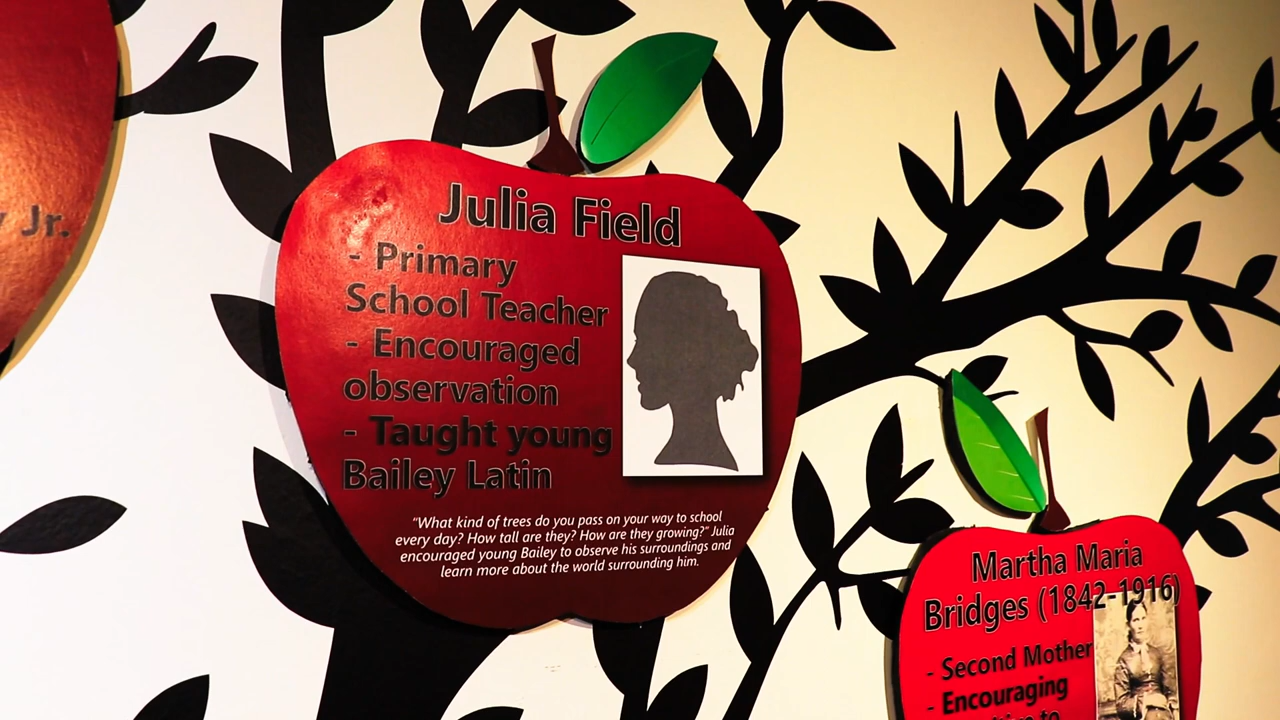 Jr.
Julia Field
- Primary
School Teacher
- Encouraged
observation
- Taught young
Bailey Latin
"What kind of trees do you pass on your way to school
every day? How tall are they? How are they growing?" Julia
encouraged young Bailey to observe his surroundings and
learn more about the world surrounding him.
Martha Maria
Bridges (1842-1916)
- Second Mother
- Encouraging
to